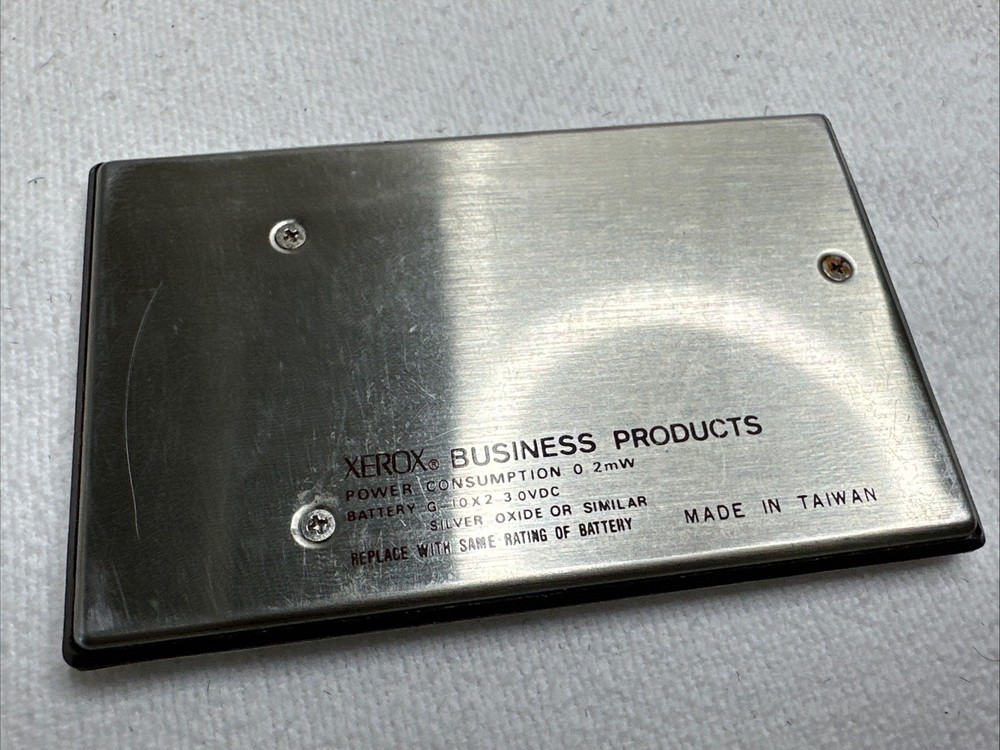 XEROX® BUSINESS PRODUCTS
POWER CONSUMPTION 0.2mW
BATTERY G-10X2 3.0VDC
SILVER OXIDE OR SIMILAR
REPLACE WITH SAME RATING OF BATTERY
MADE IN TAIWAN